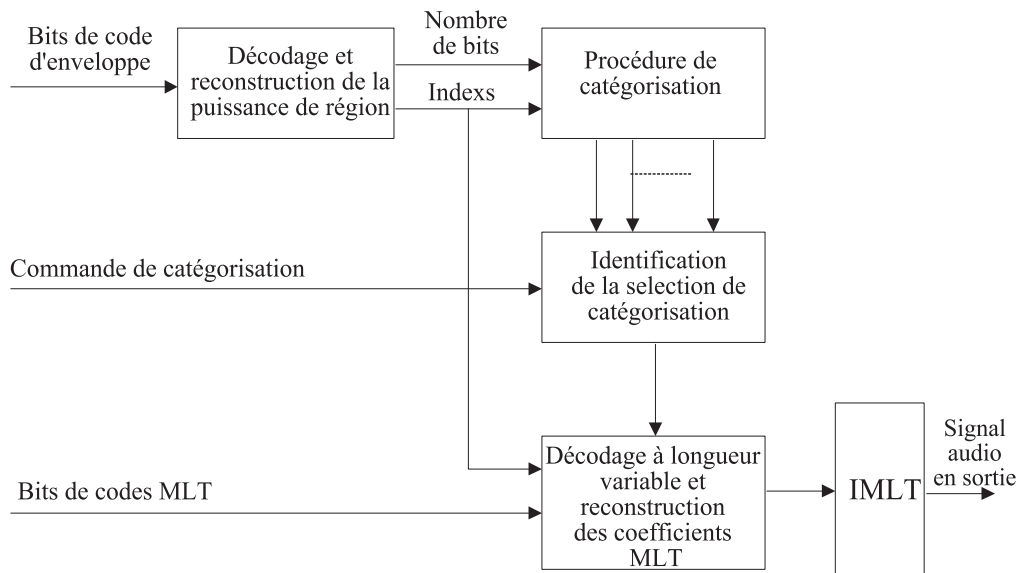 Bits de code
d'enveloppe
Décodage et
reconstruction de la
puissance de région
Nombre
de bits
Indexs
Procédure de
catégorisation
Commande de catégorisation
Identification
de la selection de
catégorisation
Bits de codes MLT
Décodage à longueur
variable et
reconstruction
des coefficients
MLT
IMLT
Signal
audio
en sortie